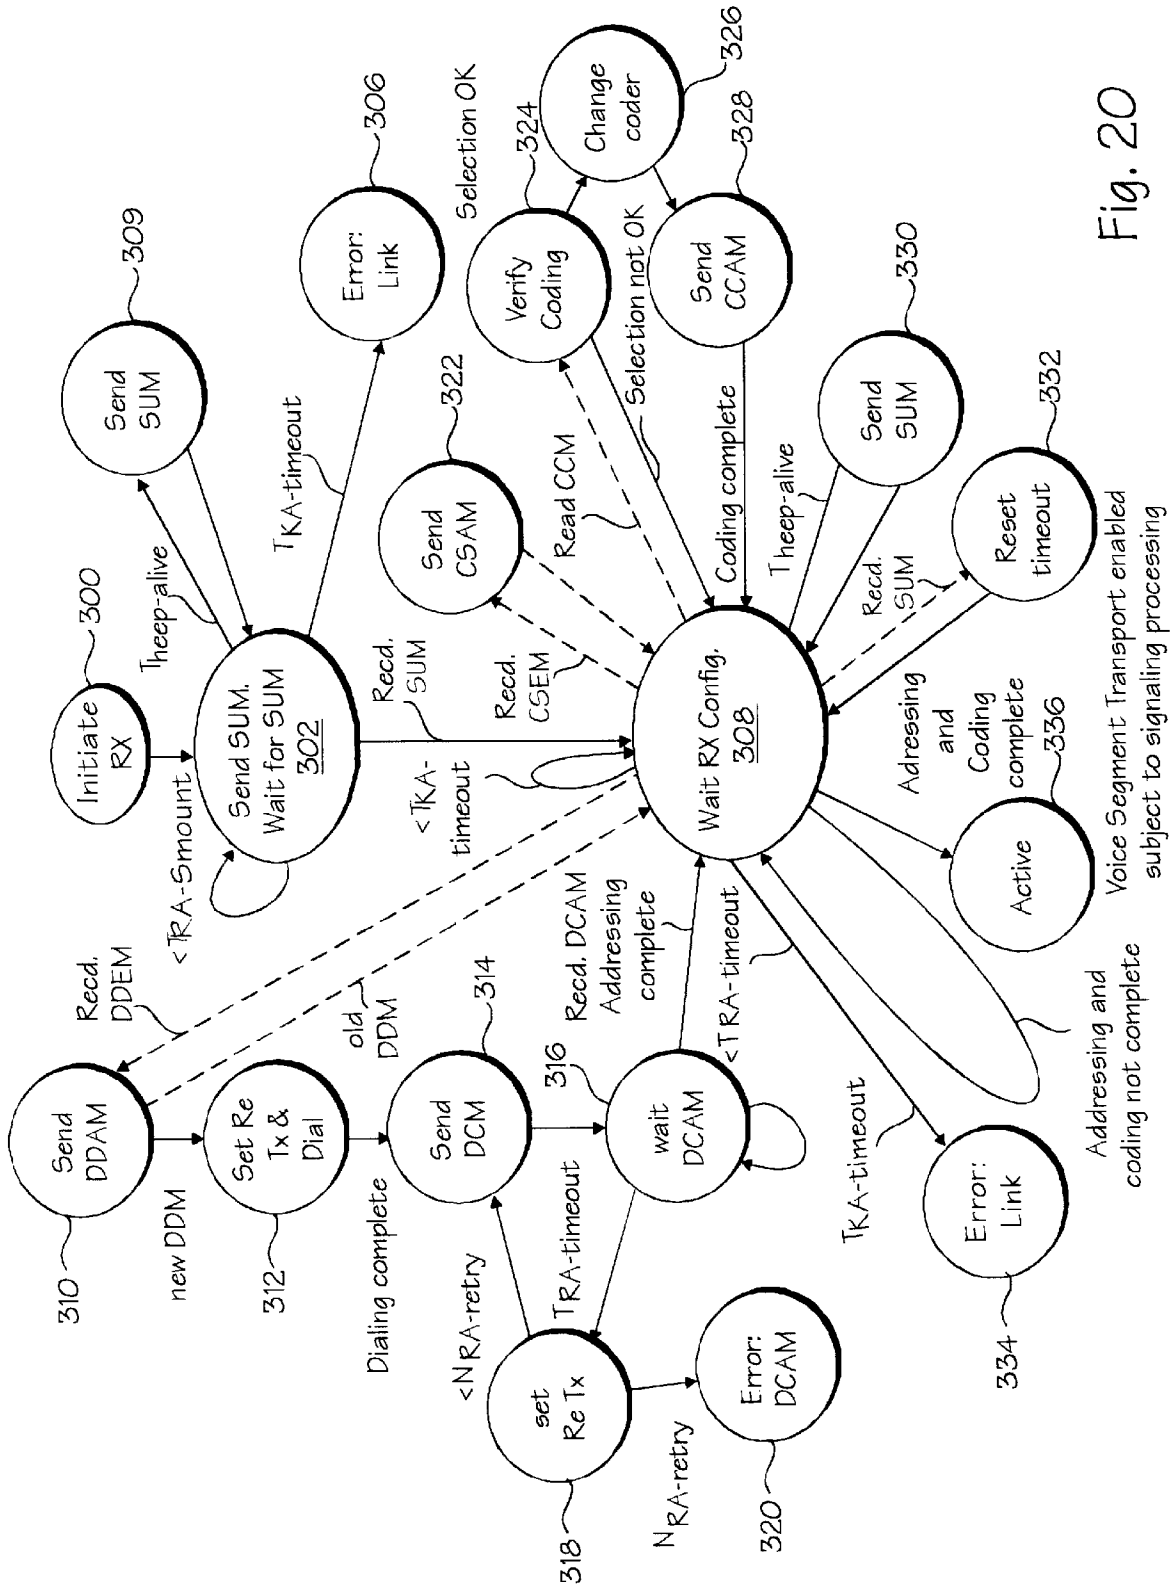 Initiate
RX
300
Send SUM.
Wait for SUM
302
<TRA-Smount
Theep-alive
Send
SUM
309
TKA-timeout
Error:
Link
306
Recd.
SUM
<TKA-
timeout
Wait RX Config.
308
Recd.
DDEM
old
DDM
Send
DDAM
310
new DDM
Set Re
Tx &
Dial
312
Dialing complete
Send
DCM
314
wait
DCAM
316
Recd. DCAM
Addressing
complete
<TRA-timeout
TRA-timeout
set
Re Tx
318
<NRA-retry
NRA-retry
Error:
DCAM
320
Recd.
CSEM
Send
CSAM
322
Read CCM
Verify
Coding
324
Selection OK
Change
coder
326
Selection not OK
Send
CCAM
328
Coding complete
Theep-alive
Send
SUM
330
Recd.
SUM
Reset
timeout
332
TKA-timeout
Error:
Link
334
Addressing and
coding not complete
Adressing
and
Coding
complete
336
Active
Voice Segment Transport enabled
subject to signaling processing
Fig. 20